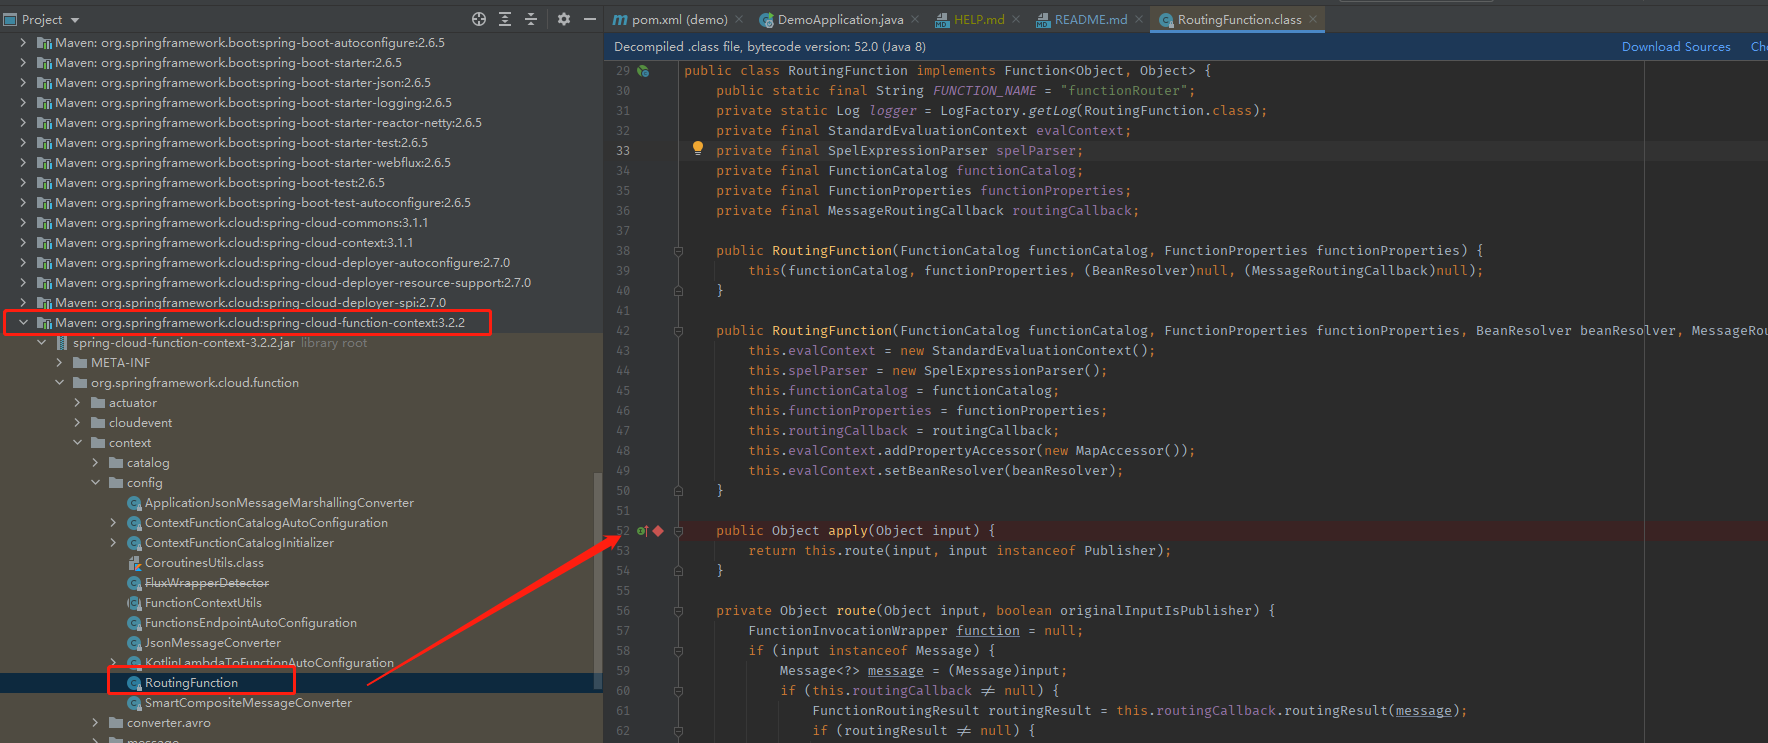 Project
Maven: org.springframework.boot:spring-boot-autoconfigure:2.6.5
Maven: org.springframework.boot:spring-boot-starter:2.6.5
Maven: org.springframework.boot:spring-boot-starter-json:2.6.5
Maven: org.springframework.boot:spring-boot-starter-logging:2.6.5
Maven: org.springframework.boot:spring-boot-starter-reactor-netty:2.6.5
Maven: org.springframework.boot:spring-boot-starter-test:2.6.5
Maven: org.springframework.boot:spring-boot-starter-webflux:2.6.5
Maven: org.springframework.boot:spring-boot-test:2.6.5
Maven: org.springframework.boot:spring-boot-test-autoconfigure:2.6.5
Maven: org.springframework.cloud:spring-cloud-commons:3.1.1
Maven: org.springframework.cloud:spring-cloud-context:3.1.1
Maven: org.springframework.cloud:spring-cloud-deployer-autoconfigure:2.7.0
Maven: org.springframework.cloud:spring-cloud-deployer-resource-support:2.7.0
Maven: org.springframework.cloud:spring-cloud-deployer-spi:2.7.0
Maven: org.springframework.cloud:spring-cloud-function-context:3.2.2
spring-cloud-function-context-3.2.2.jar library root
META-INF
org.springframework.cloud.function
actuator
cloudevent
context
catalog
config
ApplicationJsonMessageMarshallingConverter
ContextFunctionCatalogAutoConfiguration
ContextFunctionCatalogInitializer
CoroutinesUtils.class
FluxWrapperDetector
FunctionContextUtils
FunctionsEndpointAutoConfiguration
JsonMessageConverter
KotlinLambdaToFunctionAutoConfiguration
RoutingFunction
SmartCompositeMessageConverter
converter.avro
message
pom.xml (demo) DemoApplication.java HELP.md README.md RoutingFunction.class
Decompiled .class file, bytecode version: 52.0 (Java 8) Download Sources Ch
29 public class RoutingFunction implements Function<Object, Object> {
30 public static final String FUNCTION_NAME = "functionRouter";
31 private static Log logger = LogFactory.getLog(RoutingFunction.class);
32 private final StandardEvaluationContext evalContext;
33 private final SpelExpressionParser spelParser;
34 private final FunctionCatalog functionCatalog;
35 private final FunctionProperties functionProperties;
36 private final MessageRoutingCallback routingCallback;
37
38 public RoutingFunction(FunctionCatalog functionCatalog, FunctionProperties functionProperties) {
39 this(functionCatalog, functionProperties, (BeanResolver)null, (MessageRoutingCallback)null);
40 }
41
42 public RoutingFunction(FunctionCatalog functionCatalog, FunctionProperties functionProperties, BeanResolver beanResolver, MessageRou
43 this.evalContext = new StandardEvaluationContext();
44 this.spelParser = new SpelExpressionParser();
45 this.functionCatalog = functionCatalog;
46 this.functionProperties = functionProperties;
47 this.routingCallback = routingCallback;
48 this.evalContext.addPropertyAccessor(new MapAccessor());
49 this.evalContext.setBeanResolver(beanResolver);
50 }
51
52 public Object apply(Object input) {
53 return this.route(input, input instanceof Publisher);
54 }
55
56 private Object route(Object input, boolean originalInputIsPublisher) {
57 FunctionInvocationWrapper function = null;
58 if (input instanceof Message) {
59 Message<?> message = (Message)input;
60 if (this.routingCallback ≠ null) {
61 FunctionRoutingResult routingResult = this.routingCallback.routingResult(message);
62 if (routingResult ≠ null) {